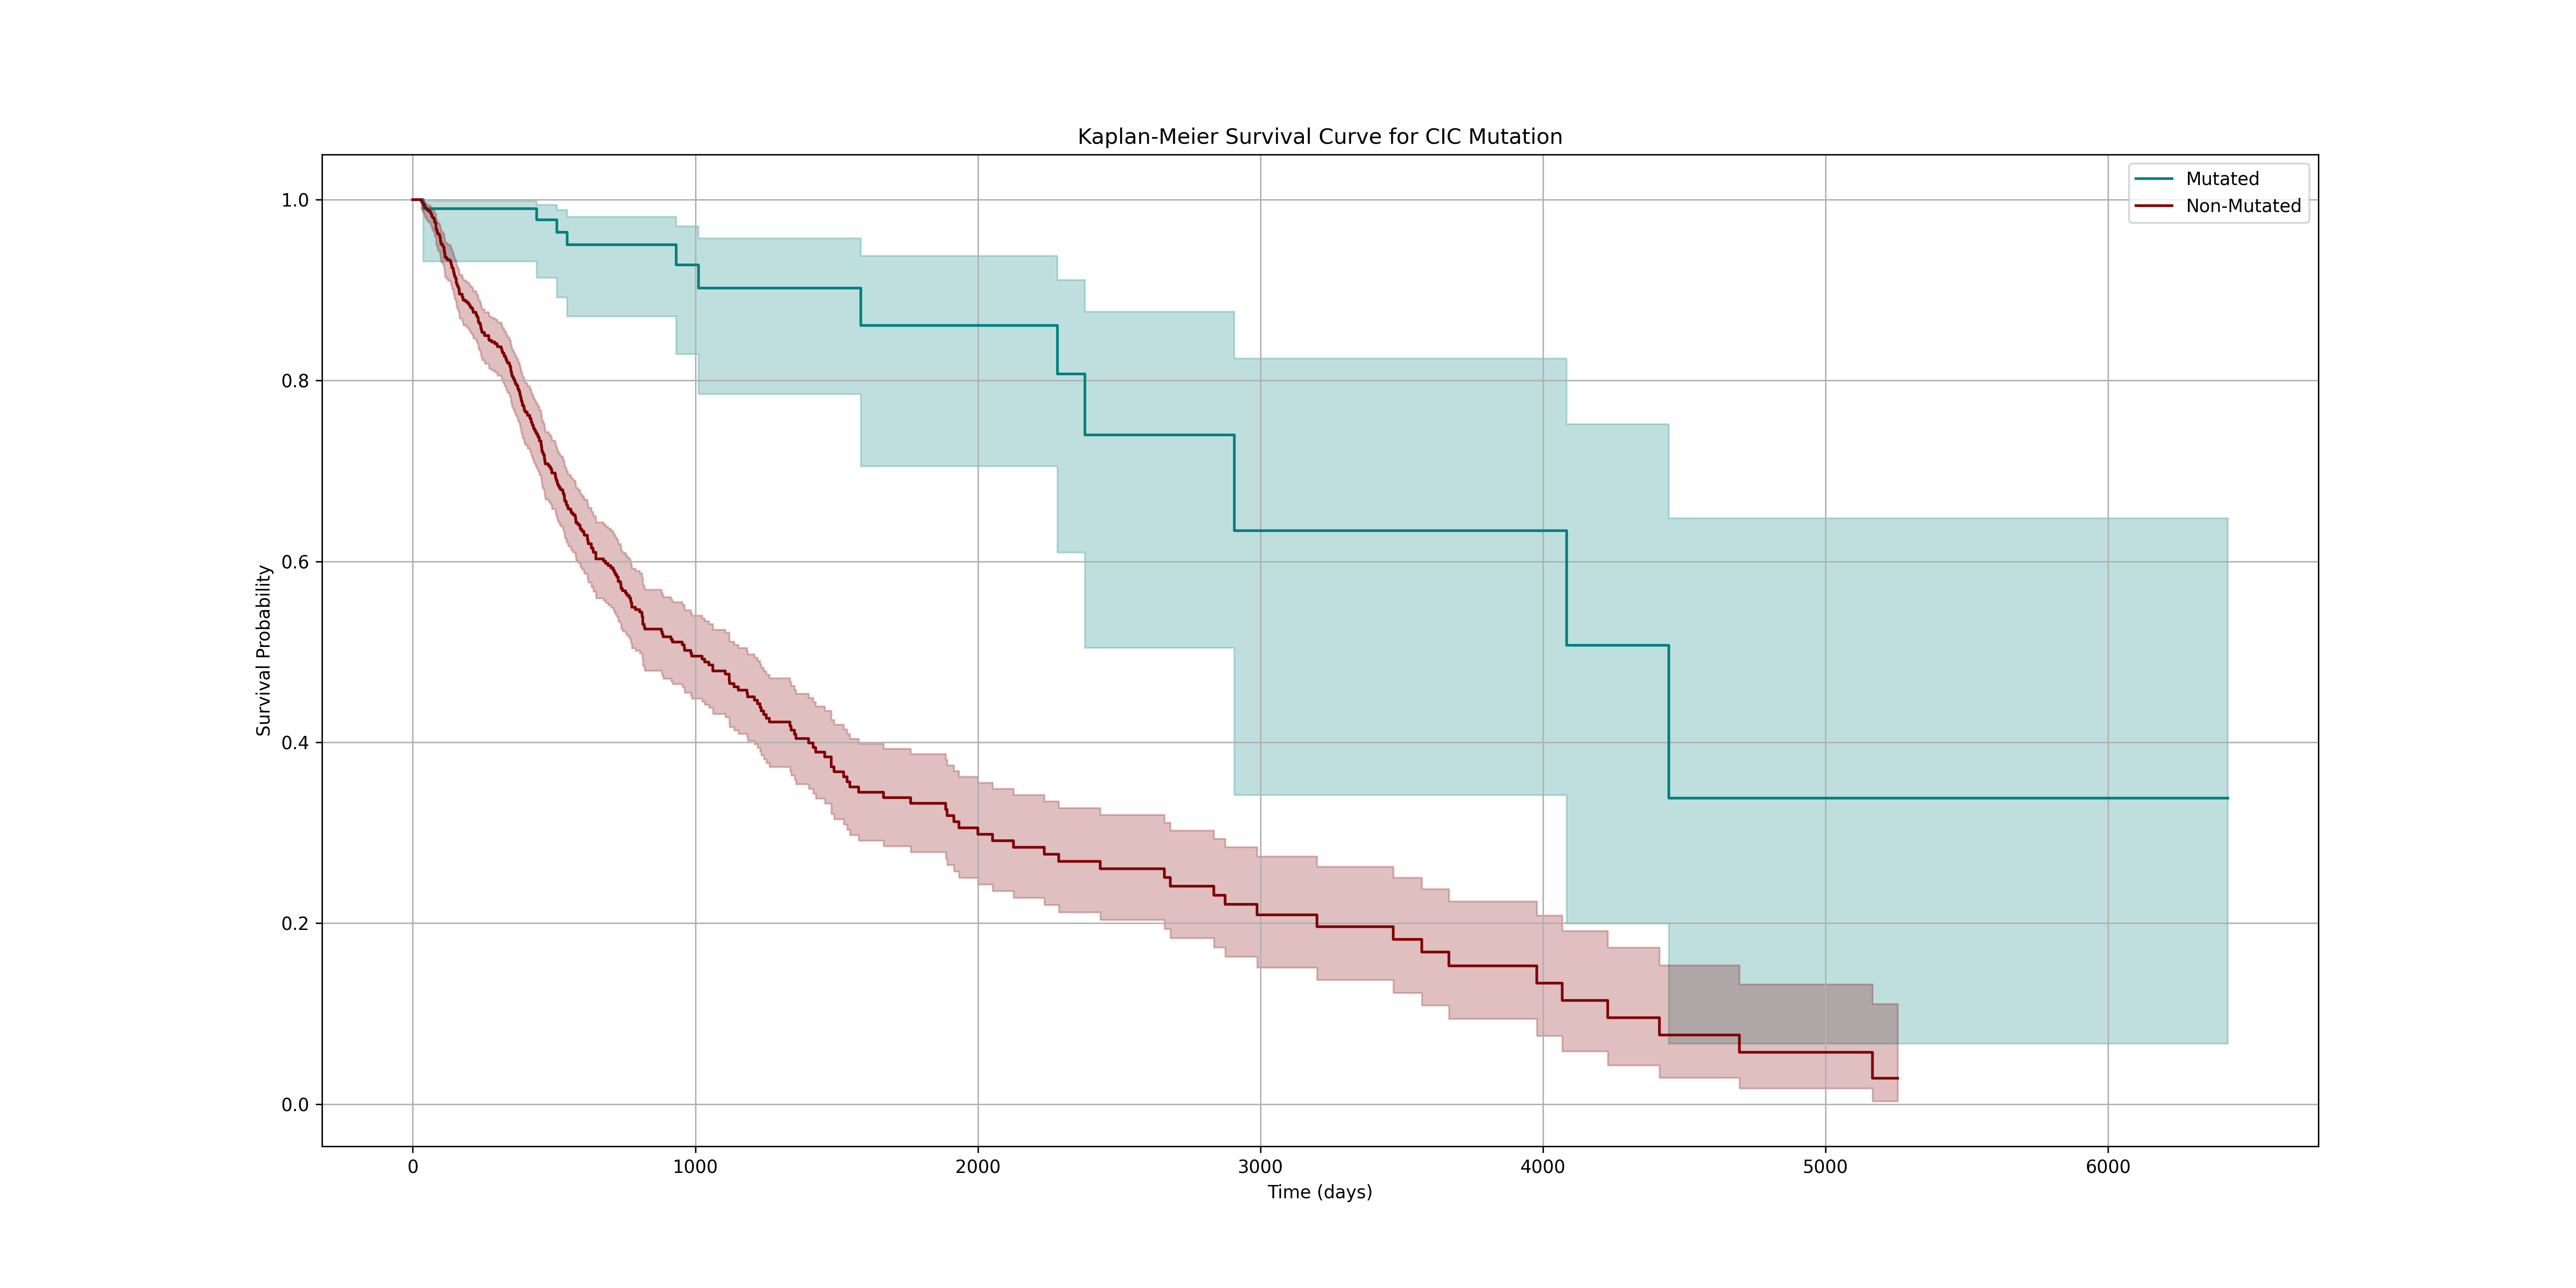 Kaplan-Meier Survival Curve for CIC Mutation
Mutated
Non-Mutated
Survival Probability
1.0
0.8
0.6
0.4
0.2
0.0
0 1000 2000 3000 4000 5000 6000
Time (days)